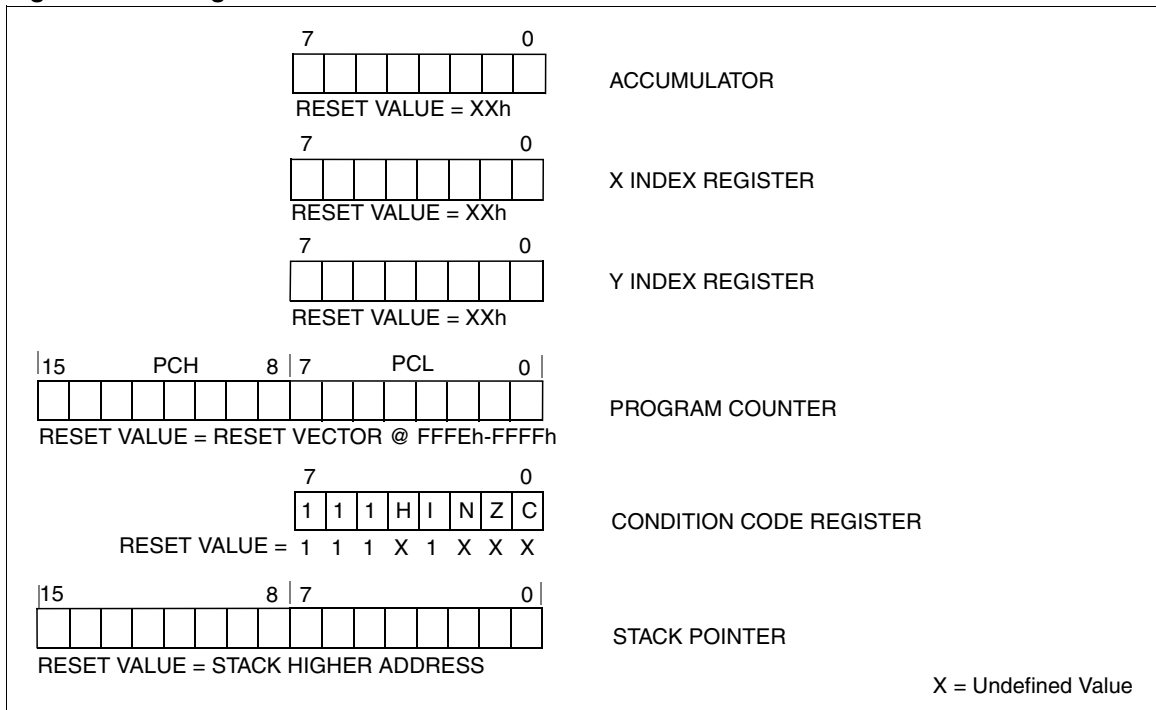 7 0
ACCUMULATOR
RESET VALUE = XXh
7 0
X INDEX REGISTER
RESET VALUE = XXh
7 0
Y INDEX REGISTER
RESET VALUE = XXh
15 PCH 8 7 PCL 0
PROGRAM COUNTER
RESET VALUE = RESET VECTOR @ FFFEh-FFFFh
7 0
1 1 1 H I N Z C
CONDITION CODE REGISTER
RESET VALUE = 1 1 1 X 1 X X X
15 8 7 0
STACK POINTER
RESET VALUE = STACK HIGHER ADDRESS
X = Undefined Value